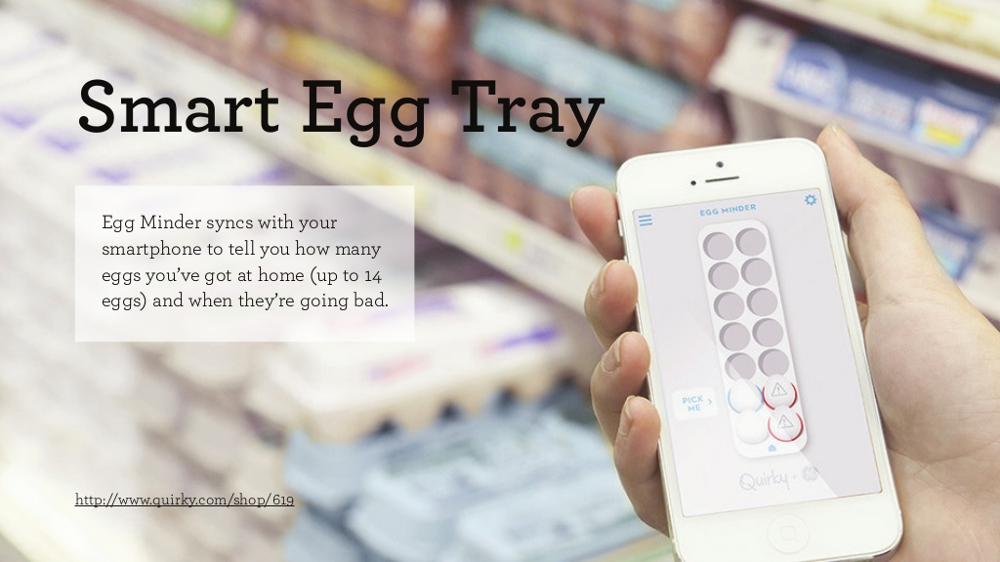 Smart Egg Tray
Egg Minder syncs with your
smartphone to tell you how many
eggs you’ve got at home (up to 14
eggs) and when they’re going bad.
EGG MINDER
PICK
ME
Quirky +
http://www.quirky.com/shop/619